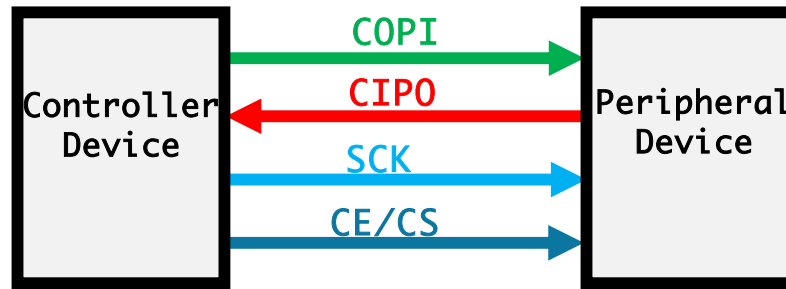 COPI
CIPO
Controller
Device
Peripheral
Device
SCK
CE/CS